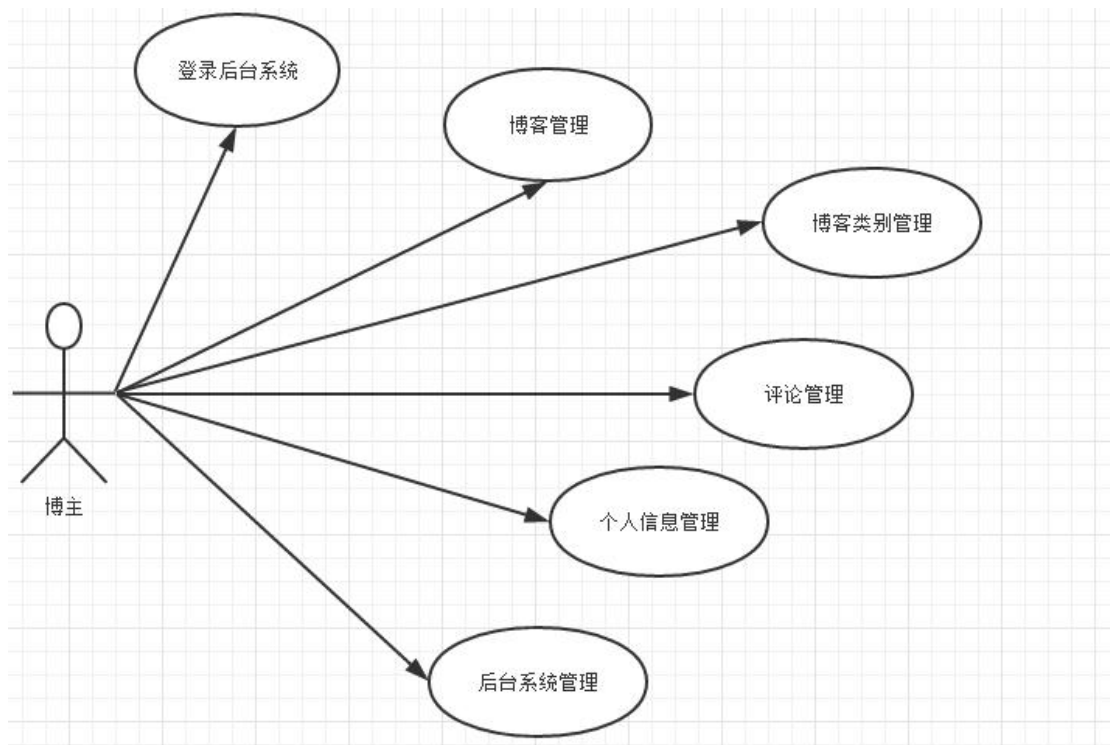 登录后台系统
博客管理
博客类别管理
评论管理
博主
个人信息管理
后台系统管理